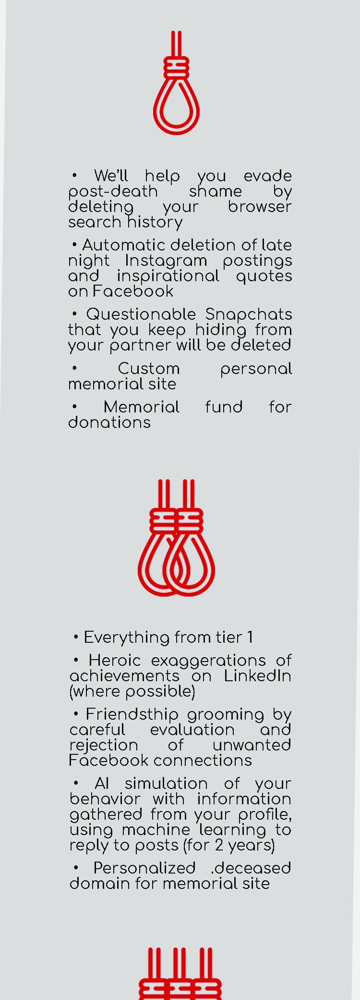 • We’ll help you evade
post-death shame by
deleting your browser
search history
• Automatic deletion of late
night Instagram postings
and inspirational quotes
on Facebook
• Questionable Snapchats
that you keep hiding from
your partner will be deleted
• Custom personal
memorial site
• Memorial fund for
donations
• Everything from tier 1
• Heroic exaggerations of
achievements on LinkedIn
(where possible)
• Friendsthip grooming by
careful evaluation and
rejection of unwanted
Facebook connections
• AI simulation of your
behavior with information
gathered from your profile,
using machine learning to
reply to posts (for 2 years)
• Personalized .deceased
domain for memorial site